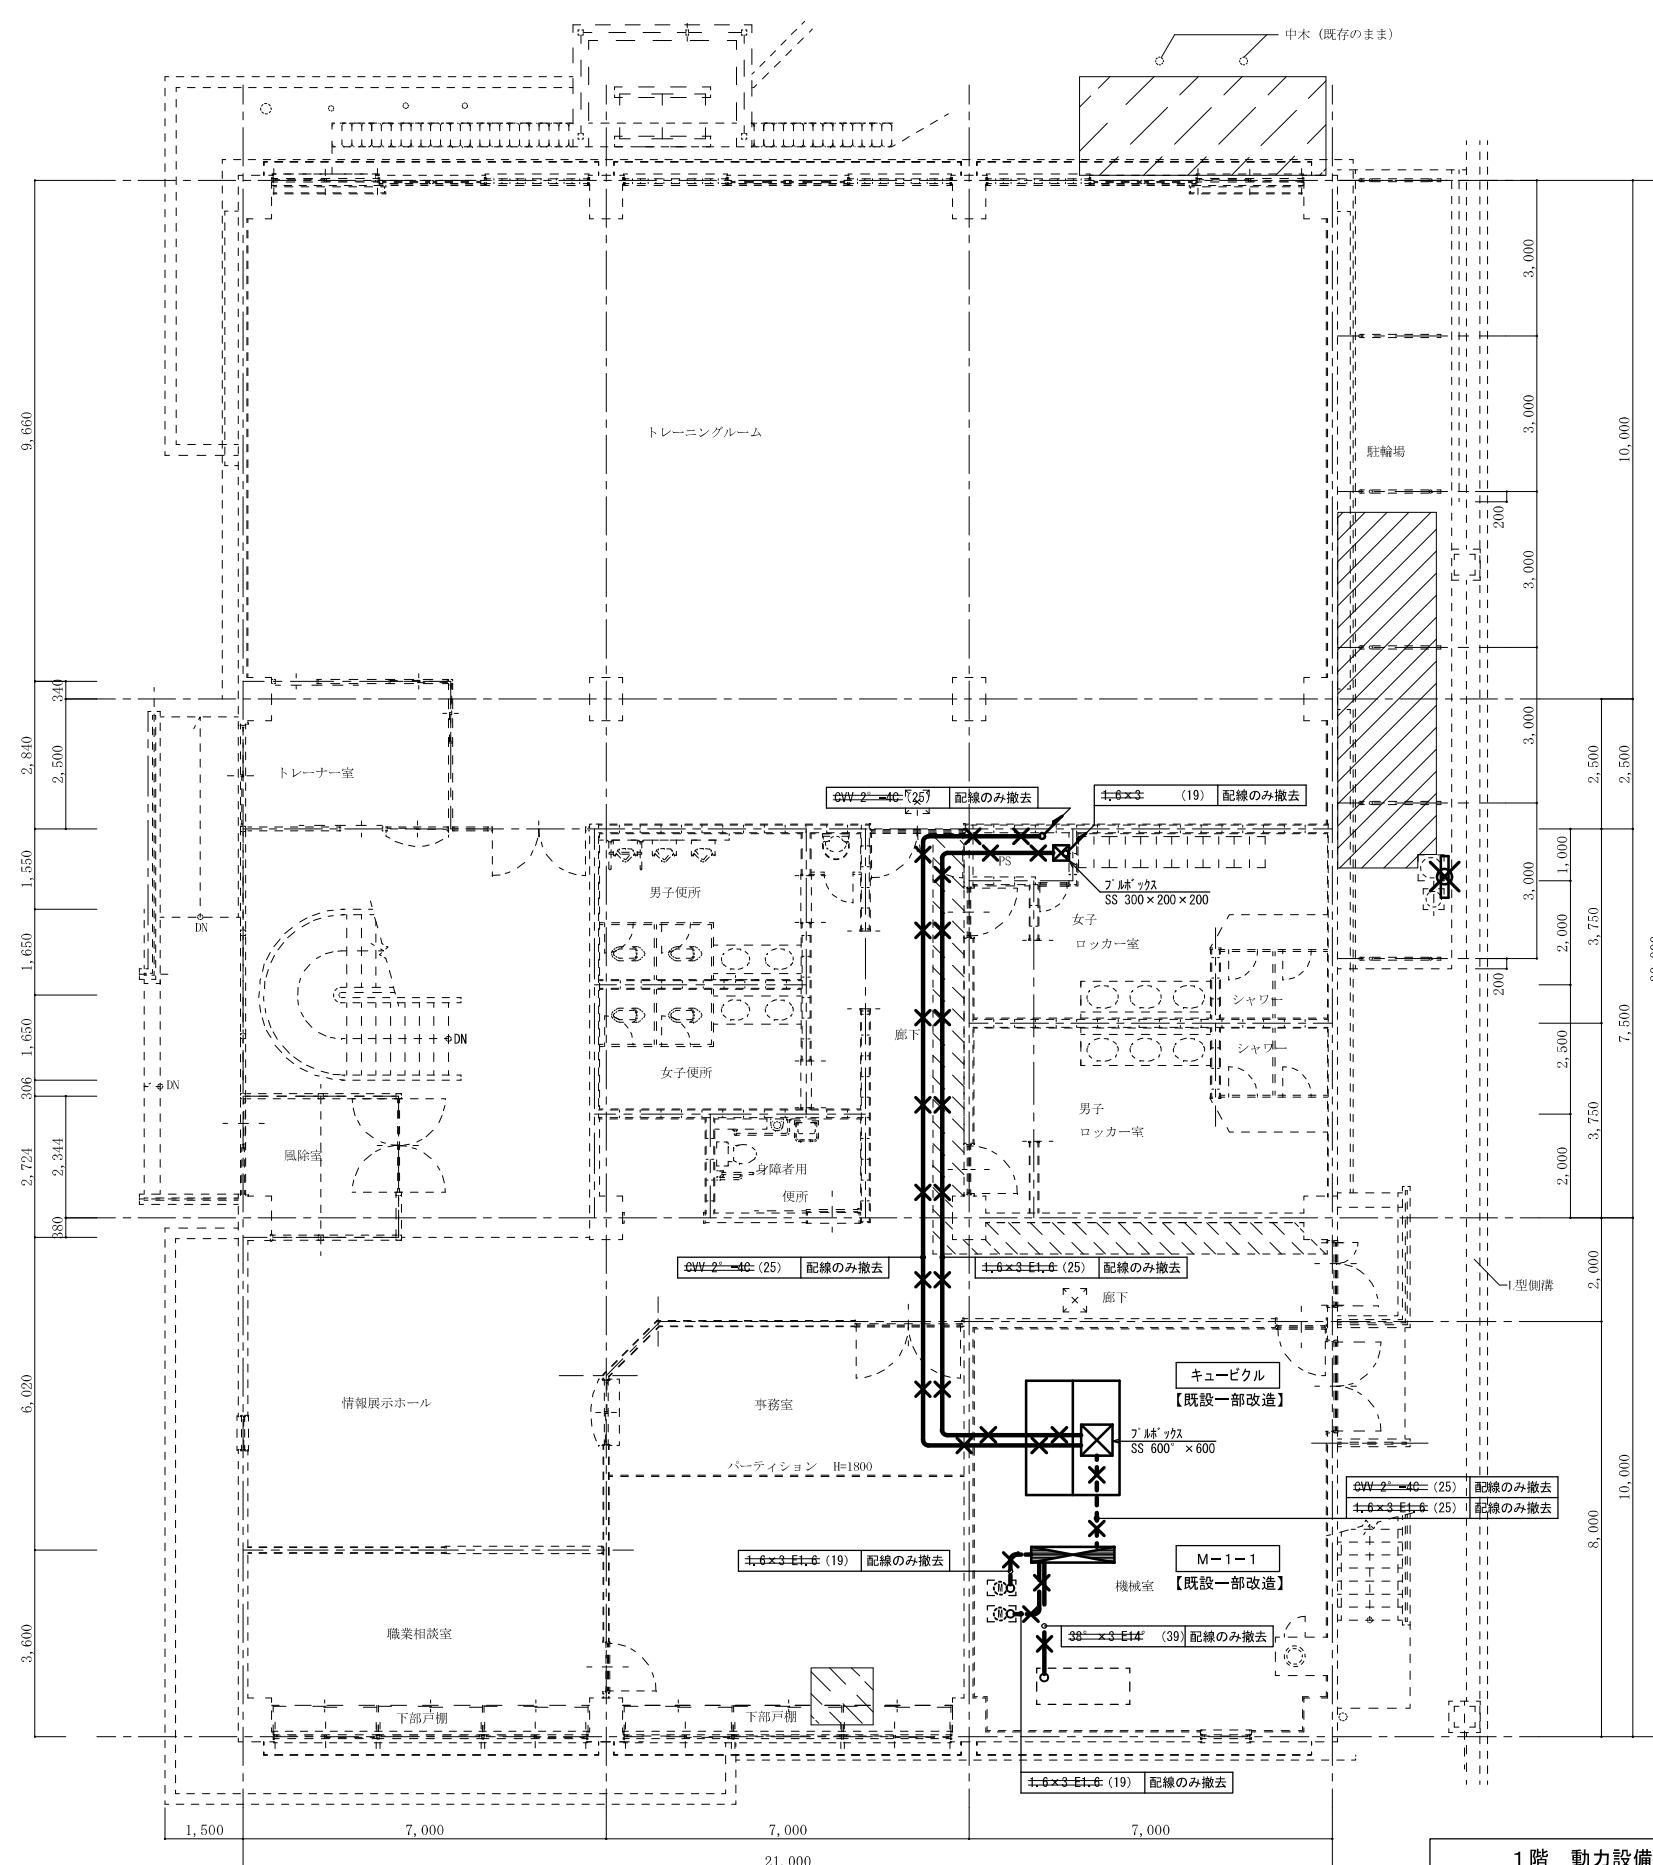 中木（既存のまま）
トレーニングルーム
駐輪場
トレーナー室
CVV 2°-4C (25) 配線のみ撤去
1.6×3 (19) 配線のみ撤去
PS
プルボックス
SS 300×200×200
男子便所
女子
ロッカー室
DN
シャワー
廊下
DN
シャワー
女子便所
DN
男子
ロッカー室
風除室
身障者用
便所
CVV 2°-4C (25) 配線のみ撤去
1.6×3 E1.6 (25) 配線のみ撤去
廊下
L型側溝
キュービクル
【既設一部改造】
情報展示ホール
事務室
プルボックス
SS 600°×600
パーティション H=1800
CVV 2°-4C (25) 配線のみ撤去
1.6×3 E1.6 (25) 配線のみ撤去
1.6×3 E1.6 (19) 配線のみ撤去
M-1-1
【既設一部改造】
機械室
M
M
職業相談室
38°×3 E14° (39) 配線のみ撤去
下部戸棚
下部戸棚
1.6×3 E1.6 (19) 配線のみ撤去
9,660
340
2,840
2,500
1,550
1,650
1,650
306
2,724
2,344
380
6,020
3,600
3,000
3,000
10,000
200
3,000
3,000
2,500
2,500
1,000
3,000
2,000
3,750
200
2,500
7,500
3,750
2,000
2,000
8,000
10,000
1,500
7,000
7,000
7,000
21,000
1階 動力設備